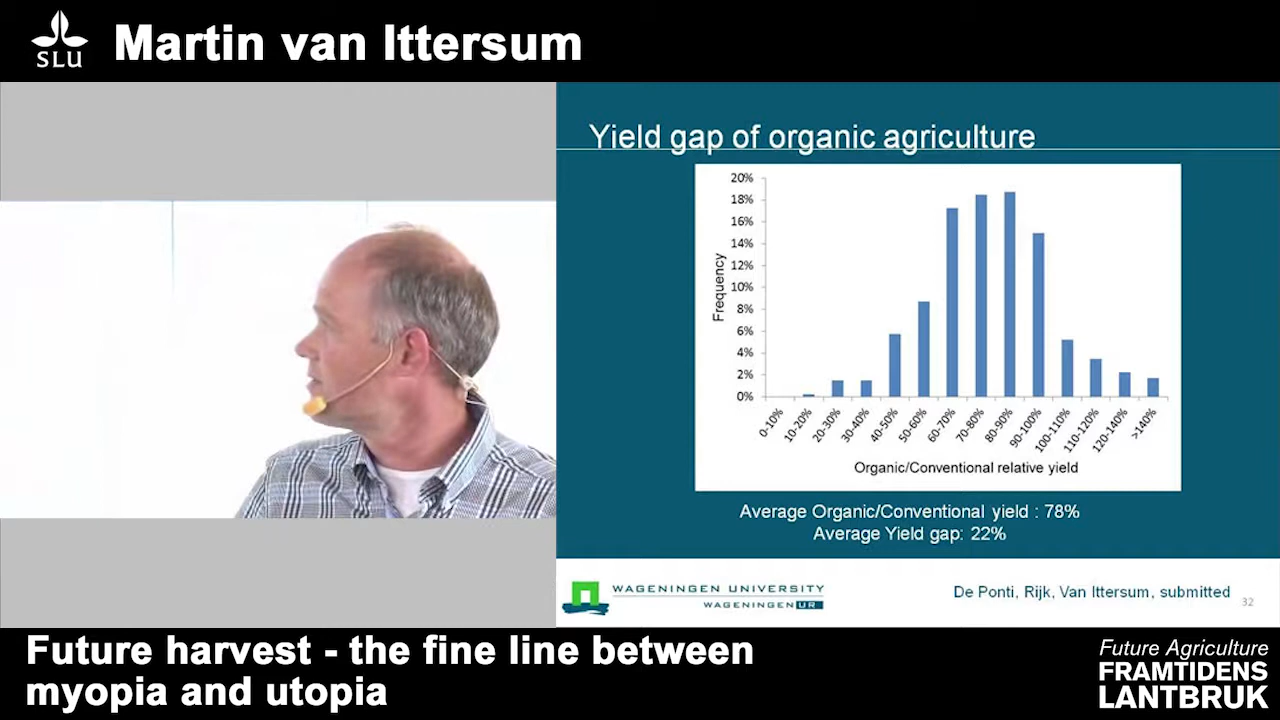 SLU
Martin van Ittersum
Yield gap of organic agriculture
20%
18%
16%
14%
12%
10%
8%
6%
4%
2%
0%
Frequency
0-10%
10-20%
20-30%
30-40%
40-50%
50-60%
60-70%
70-80%
80-90%
90-100%
100-110%
110-120%
120-140%
>140%
Organic/Conventional relative yield
Average Organic/Conventional yield : 78%
Average Yield gap: 22%
WAGENINGEN UNIVERSITY
WAGENINGEN UR
De Ponti, Rijk, Van Ittersum, submitted
32
Future harvest - the fine line between
myopia and utopia
Future Agriculture
FRAMTIDENS
LANTBRUK